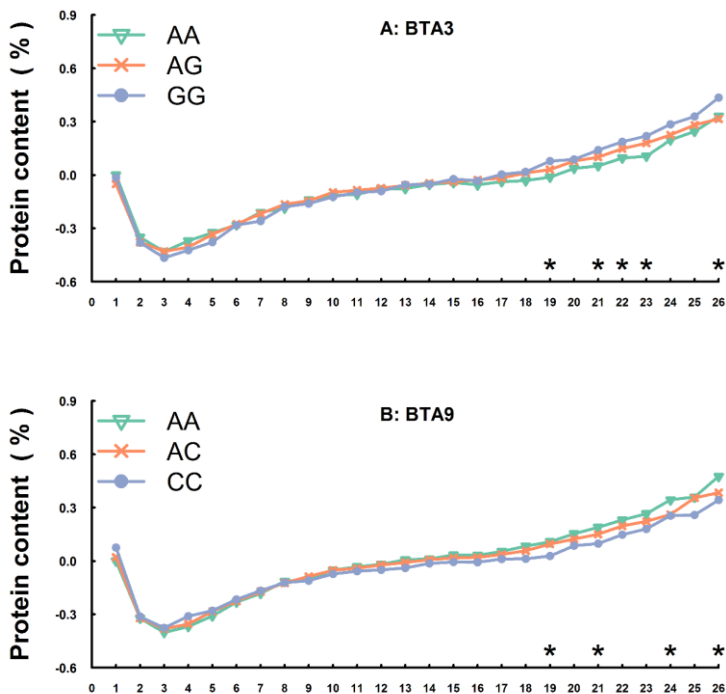 A: BTA3
AA
AG
GG
Protein content ( % )
0.9
0.6
0.3
0.0
-0.3
-0.6
* * * * *
0 1 2 3 4 5 6 7 8 9 10 11 12 13 14 15 16 17 18 19 20 21 22 23 24 25 26
B: BTA9
AA
AC
CC
Protein content ( % )
0.9
0.6
0.3
0.0
-0.3
-0.6
* * * *
0 1 2 3 4 5 6 7 8 9 10 11 12 13 14 15 16 17 18 19 20 21 22 23 24 25 26